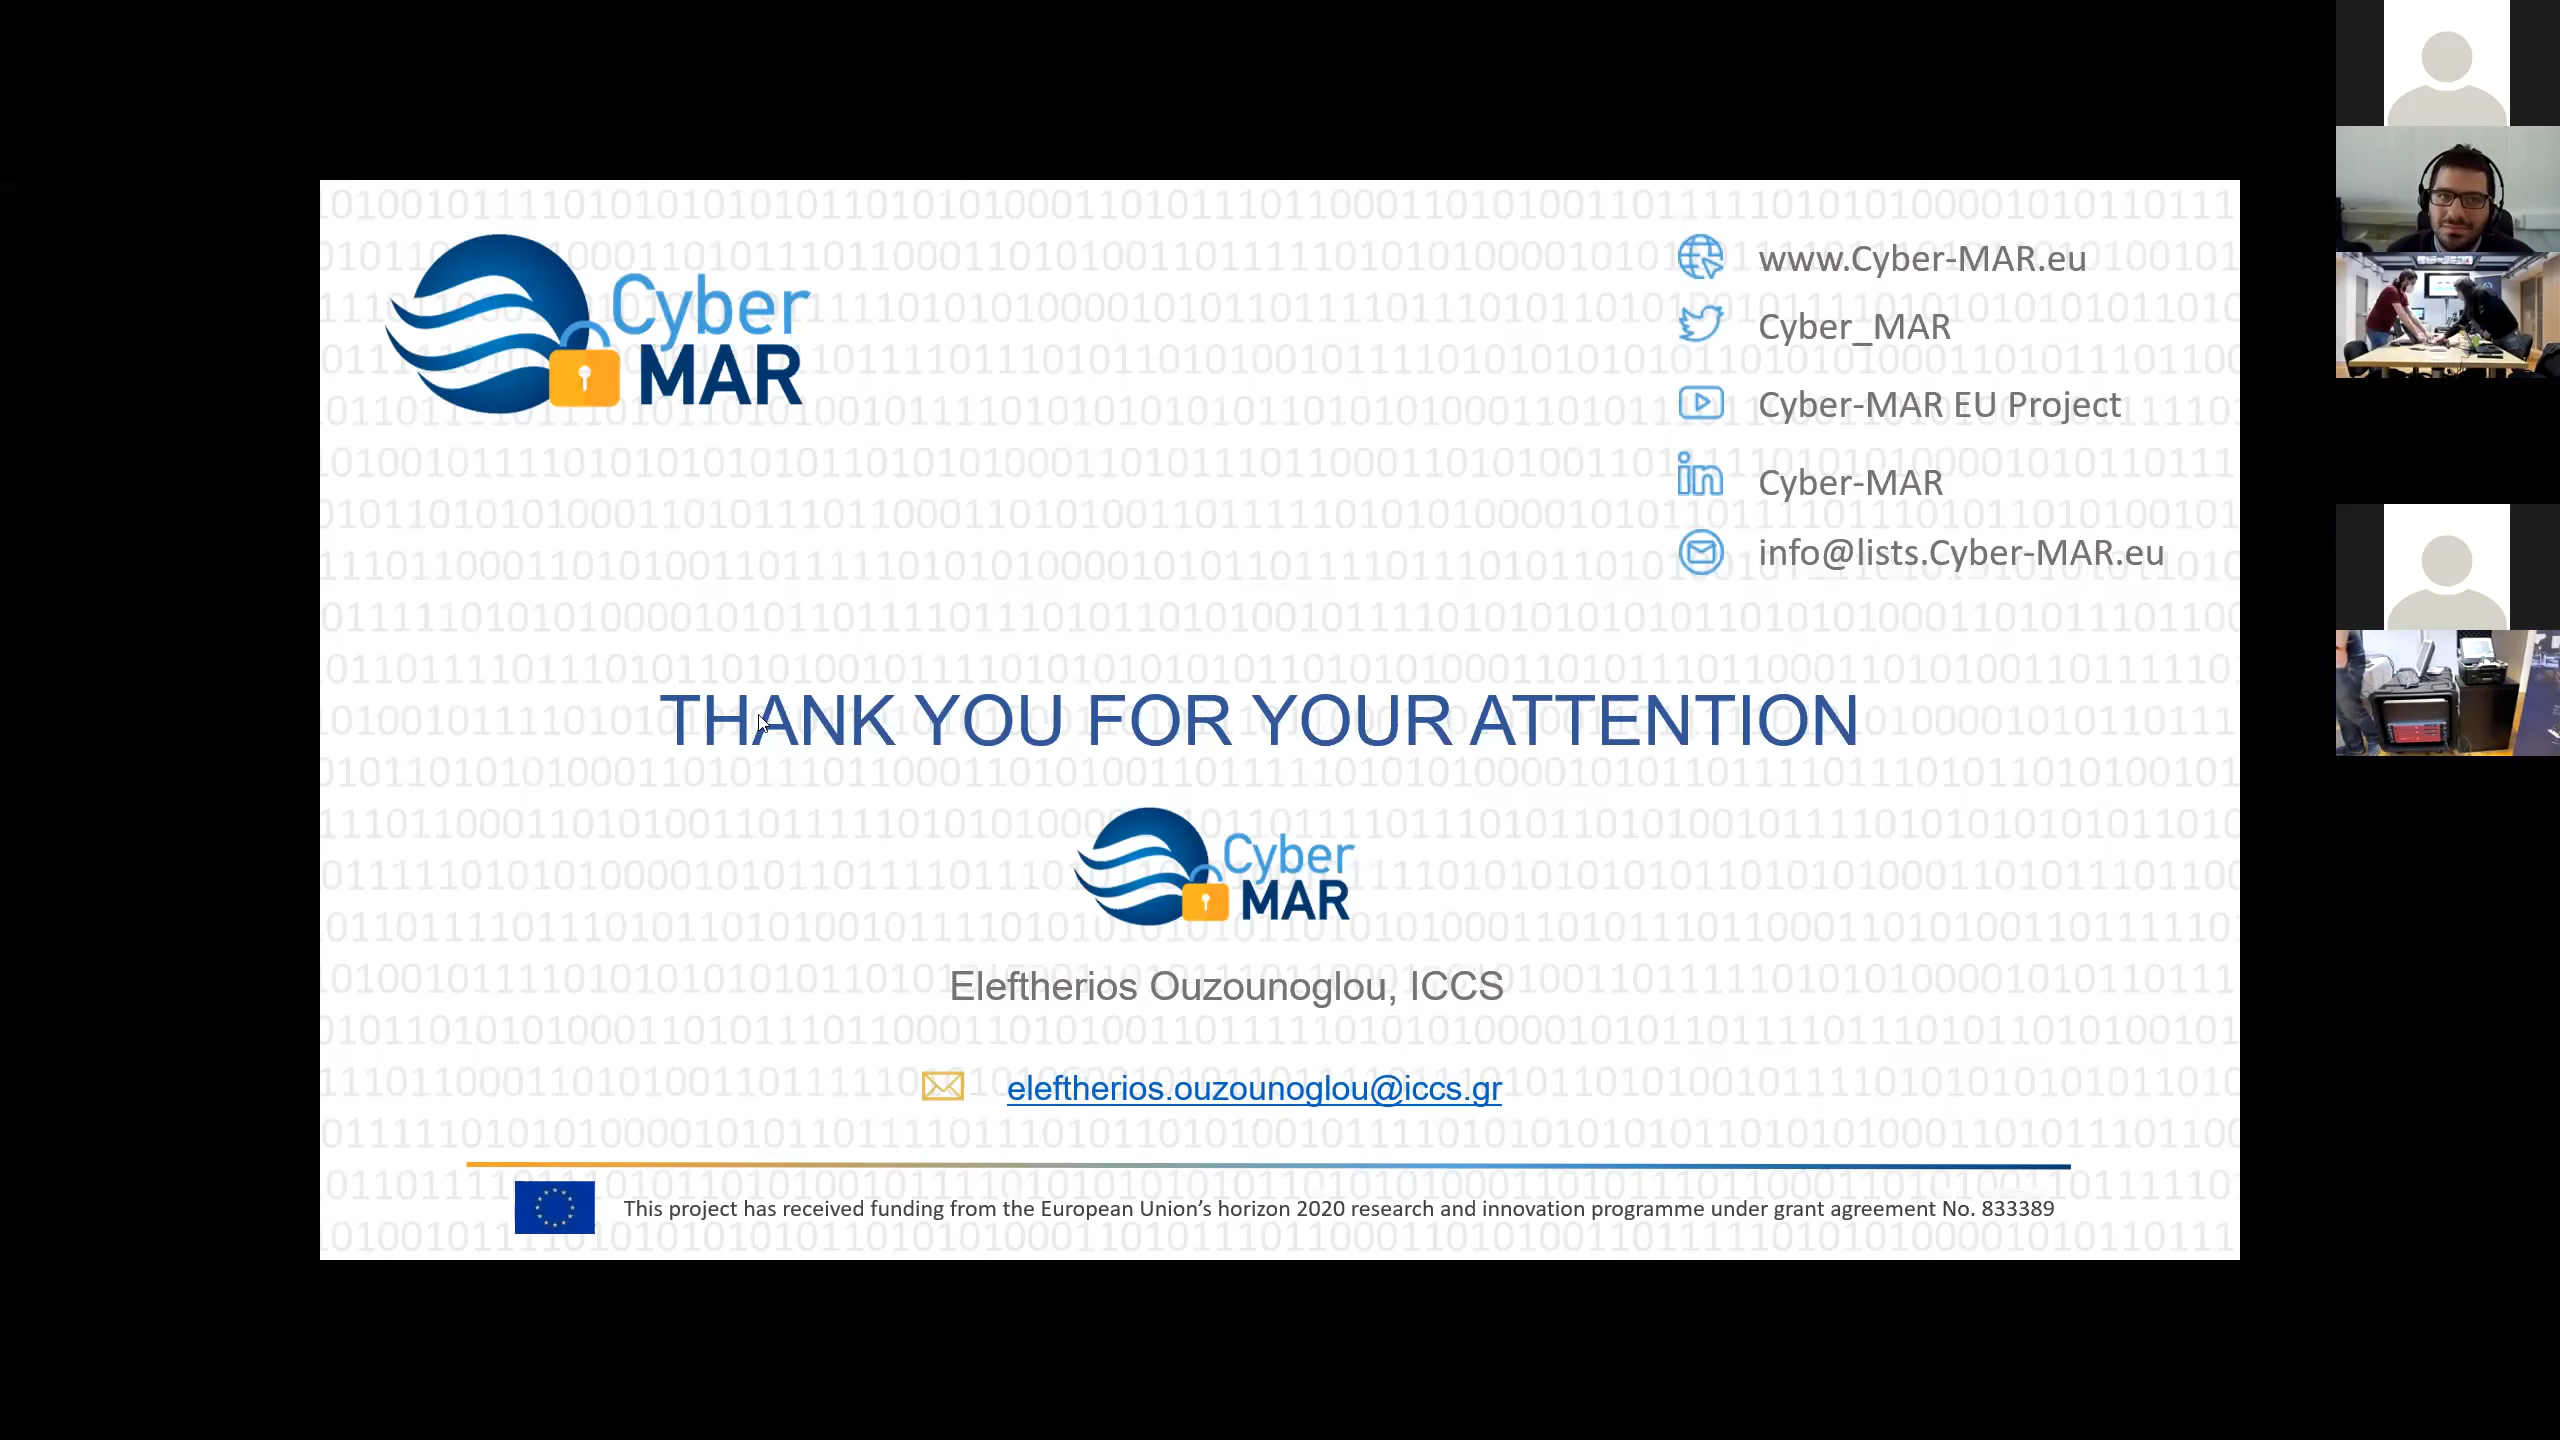 Cyber
MAR
www.Cyber-MAR.eu
Cyber_MAR
Cyber-MAR EU Project
in Cyber-MAR
info@lists.Cyber-MAR.eu
THANK YOU FOR YOUR ATTENTION
Cyber
MAR
Eleftherios Ouzounoglou, ICCS
eleftherios.ouzounoglou@iccs.gr
This project has received funding from the European Union’s horizon 2020 research and innovation programme under grant agreement No. 833389